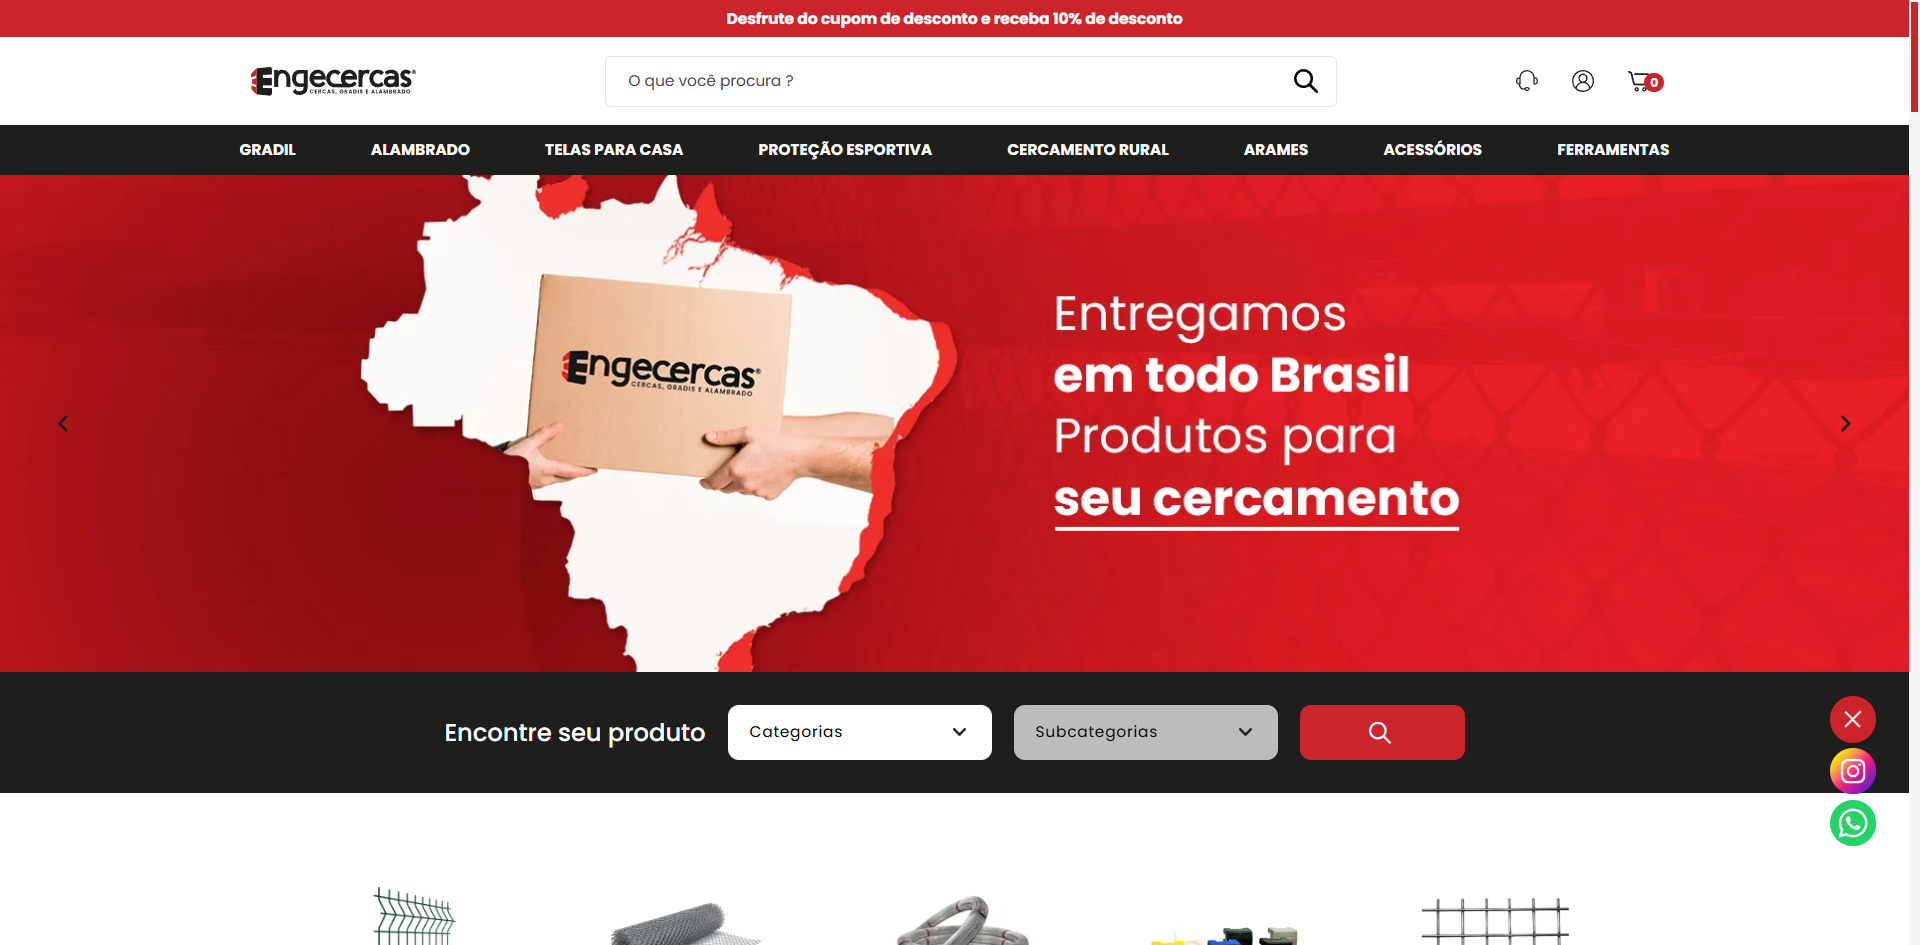 Desfrute do cupom de desconto e receba 10% de desconto
Engecercas®
CERCAS, GRADIS E ALAMBRADO
O que você procura ?
0
GRADIL
ALAMBRADO
TELAS PARA CASA
PROTEÇÃO ESPORTIVA
CERCAMENTO RURAL
ARAMES
ACESSÓRIOS
FERRAMENTAS
Engecercas®
CERCAS, GRADIS E ALAMBRADO
Entregamos
em todo Brasil
Produtos para
seu cercamento
Encontre seu produto
Categorias
Subcategorias